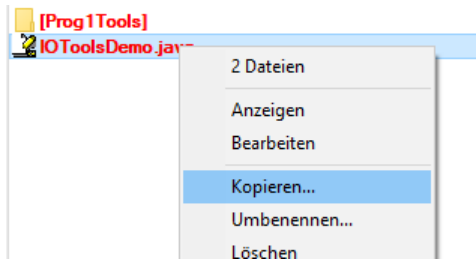 [Prog1Tools]
IOToolsDemo.java
2 Dateien
Anzeigen
Bearbeiten
Kopieren...
Umbenennen...
Löschen